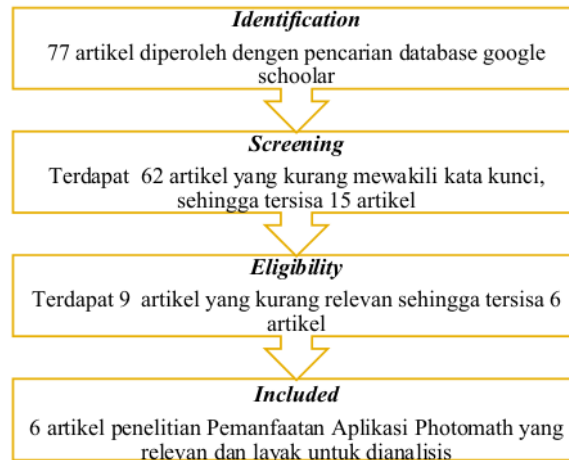 Identification
77 artikel diperoleh dengen pencarian database google
schoolar
Screening
Terdapat 62 artikel yang kurang mewakili kata kunci,
sehingga tersisa 15 artikel
Eligibility
Terdapat 9 artikel yang kurang relevan sehingga tersisa 6
artikel
Included
6 artikel penelitian Pemanfaatan Aplikasi Photomath yang
relevan dan layak untuk dianalisis